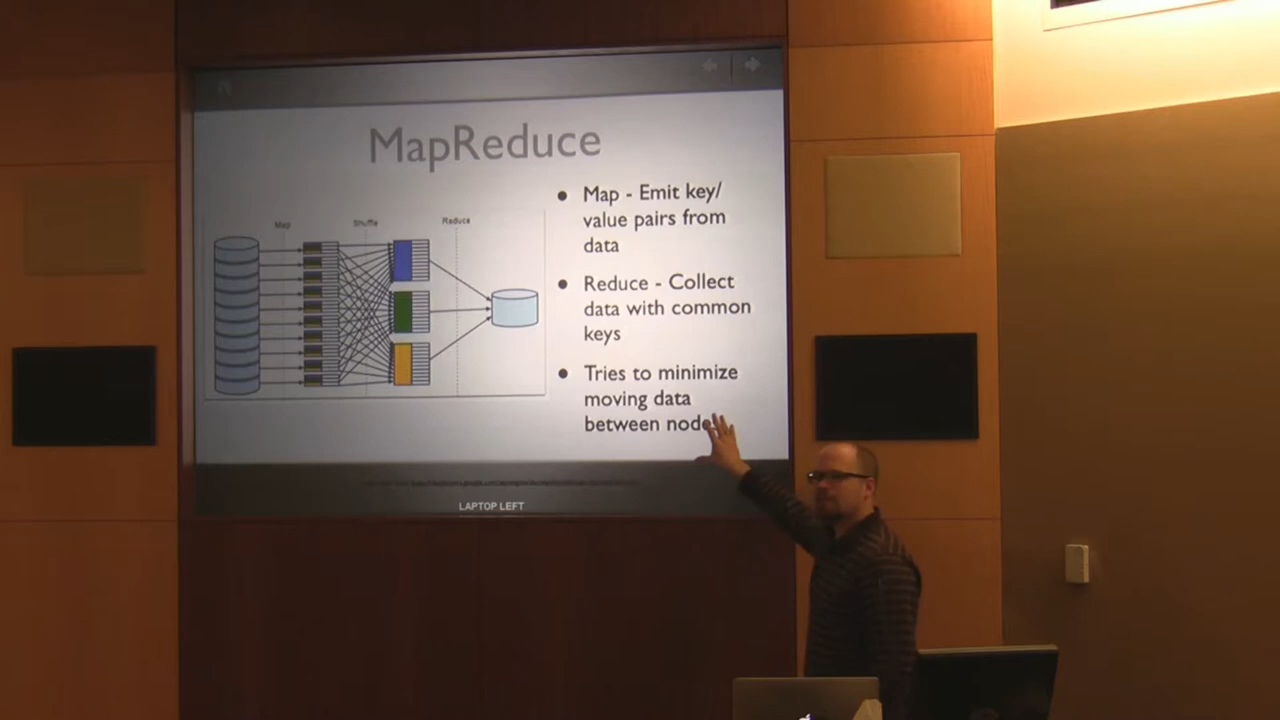 MapReduce
Map
Shuffle
Reduce
● Map - Emit key/
value pairs from
data
● Reduce - Collect
data with common
keys
● Tries to minimize
moving data
between node
LAPTOP LEFT